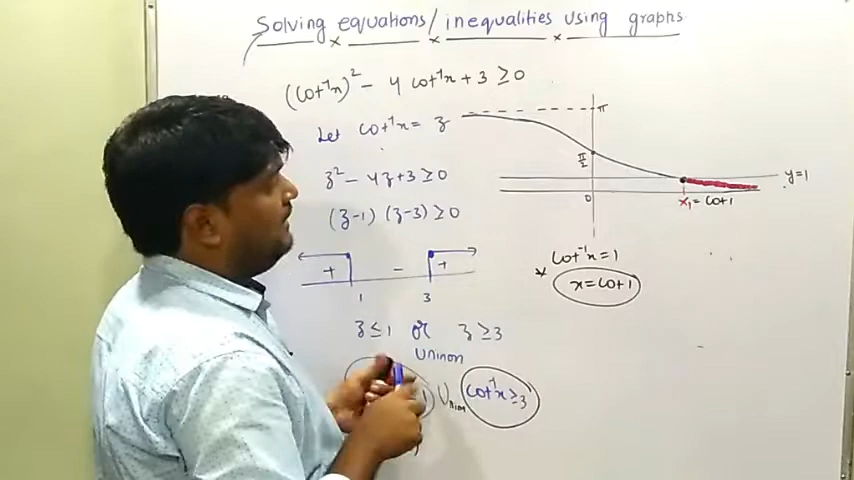 Solving equations/inequalities using graphs
(cot⁻¹x)² - 4 cot⁻¹x + 3 ≥ 0
Let cot⁻¹x = z
z² - 4z + 3 ≥ 0
(z-1) (z-3) ≥ 0
+ - +
1 3
z ≤ 1 or z ≥ 3
Uninon
1 Union cot⁻¹x ≥ 3
π
π/2
y=1
0
x₁ = cot 1
cot⁻¹x = 1
* x = cot 1